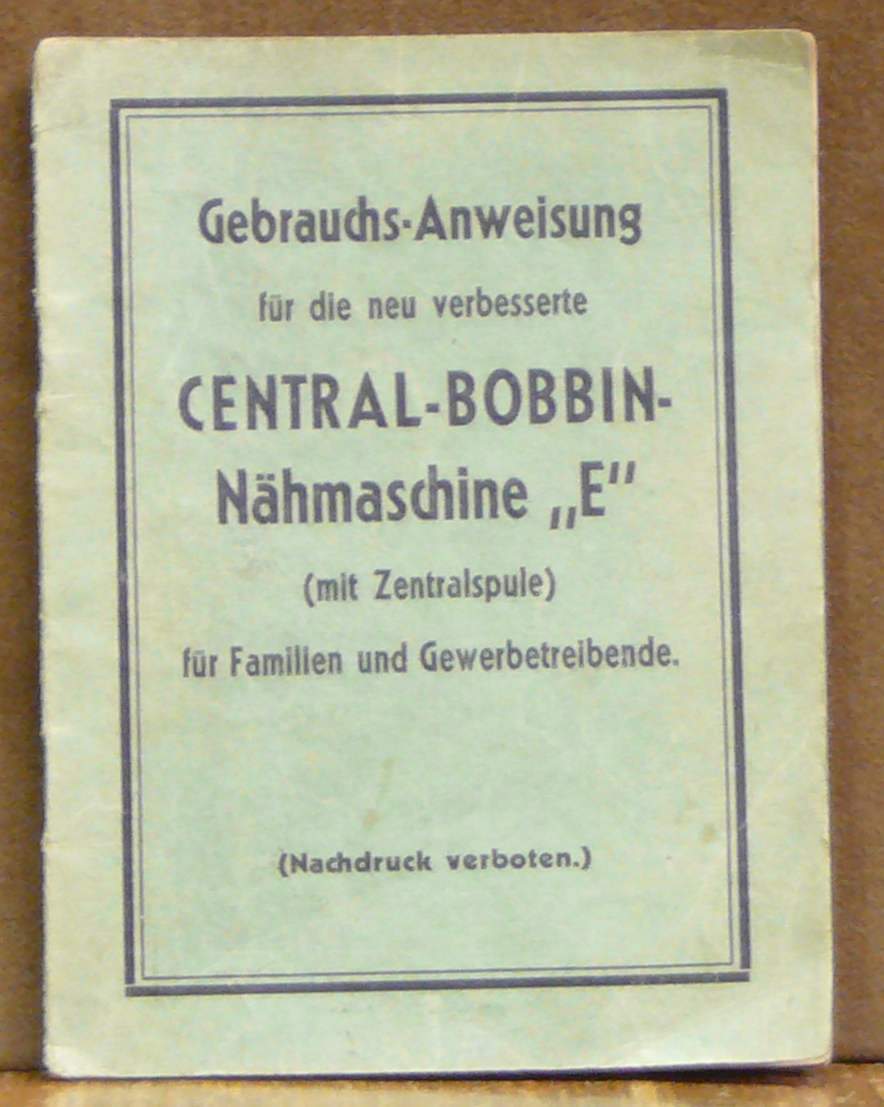 Gebrauchs-Anweisung
für die neu verbesserte
CENTRAL-BOBBIN-
Nähmaschine „E"
(mit Zentralspule)
für Familien und Gewerbetreibende.
(Nachdruck verboten.)